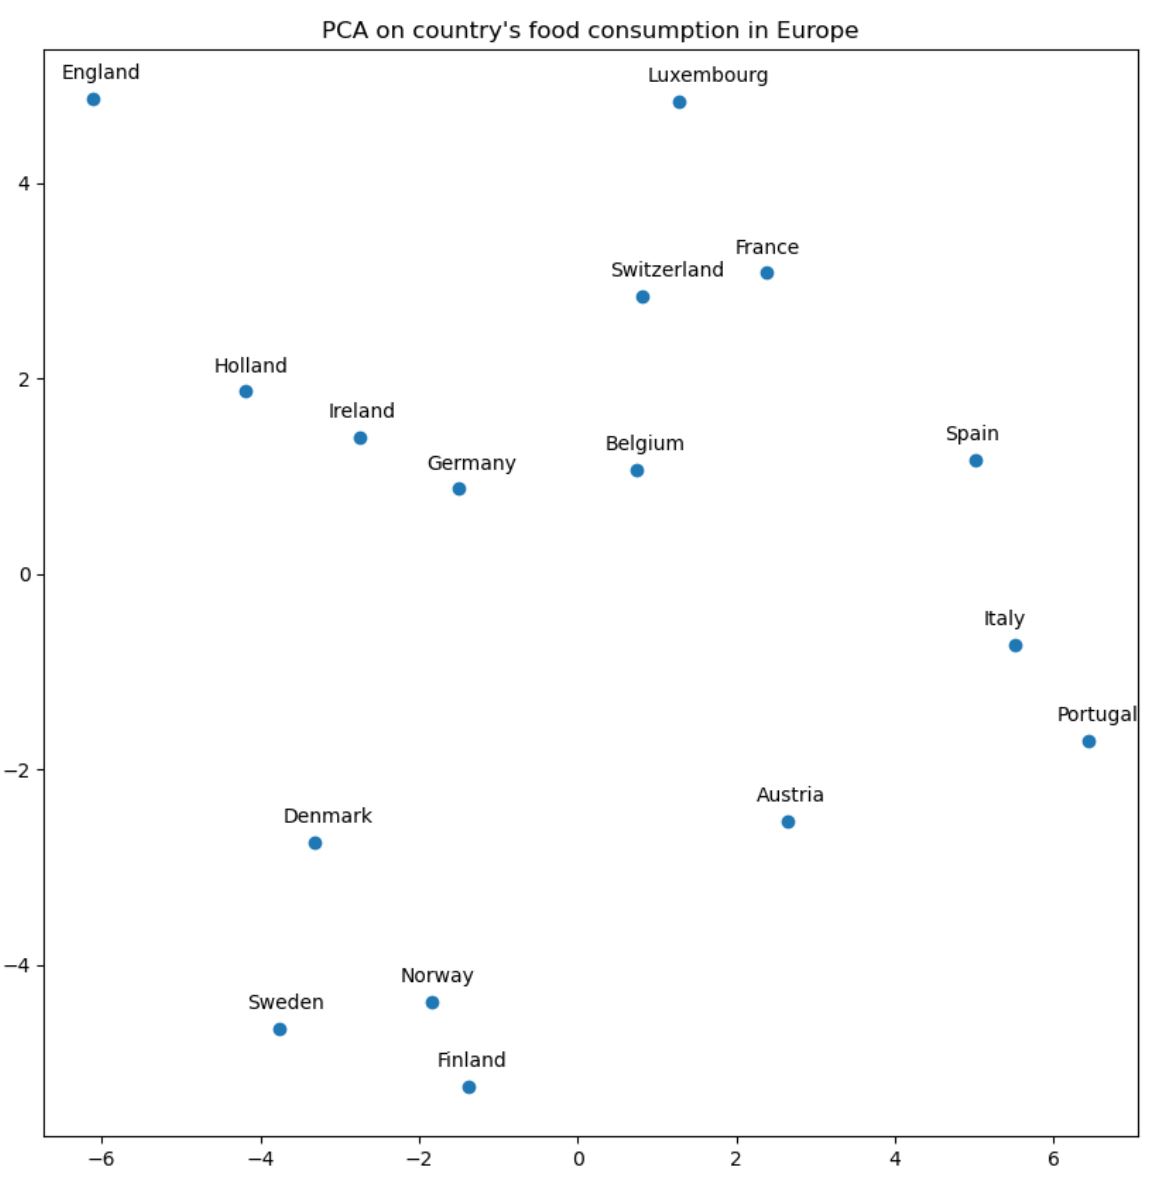 PCA on country's food consumption in Europe
England
Luxembourg
4
France
Switzerland
Holland
2
Ireland
Spain
Belgium
Germany
0
Italy
Portugal
−2
Austria
Denmark
−4
Norway
Sweden
Finland
−6
−4
−2
0
2
4
6